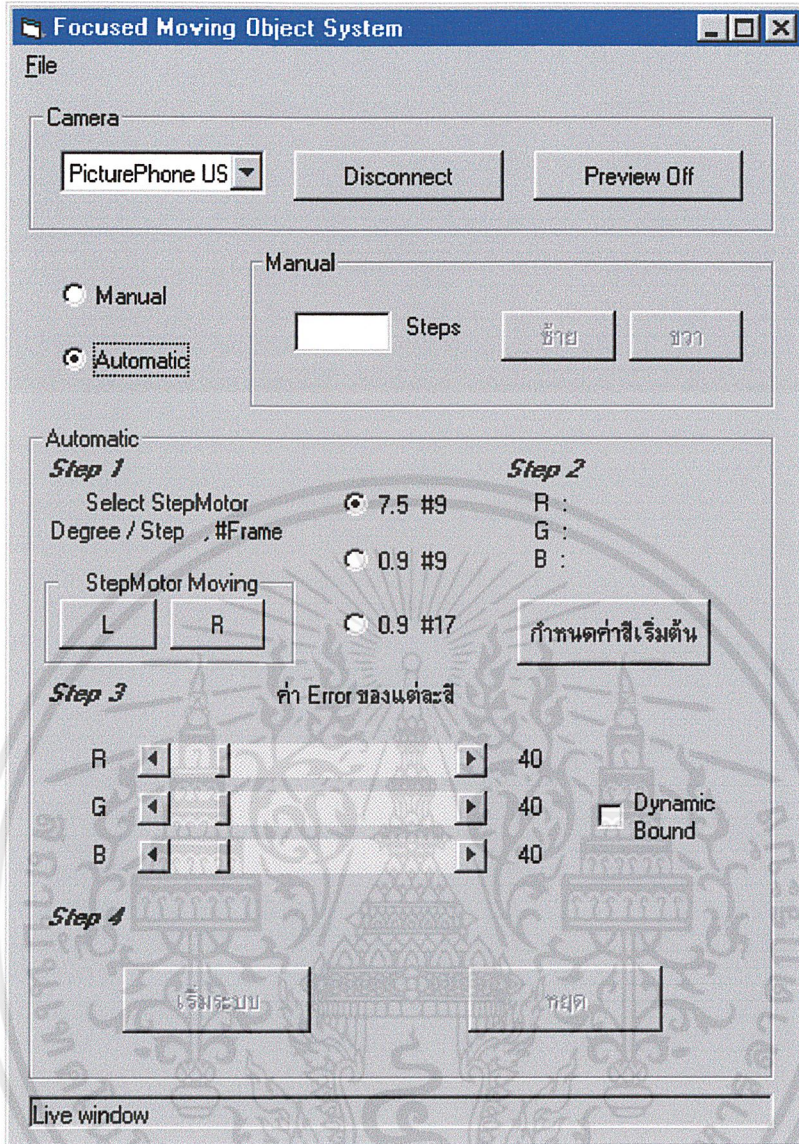 Focused Moving Object System
File
Camera
PicturePhone US
Disconnect
Preview Off
Manual
Automatic
Manual
Steps
ซ้าย
ขวา
Automatic
Step 1
Select StepMotor
Degree / Step , #Frame
StepMotor Moving
L
R
7.5 #9
0.9 #9
0.9 #17
Step 2
R :
G :
B :
กำหนดค่าสีเริ่มต้น
Step 3
ค่า Error ของแต่ละสี
R 40
G 40
B 40
Dynamic
Bound
Step 4
เริ่มระบบ
หยุด
Live window